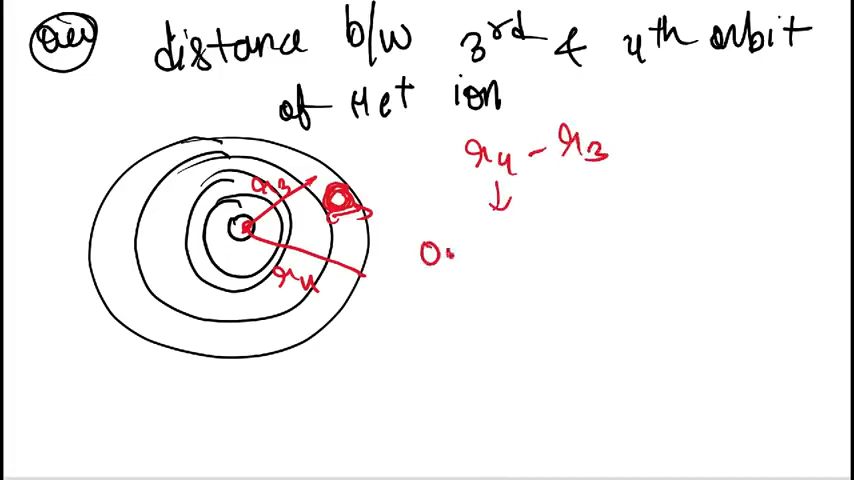 Que distance b/w 3rd & 4th orbit
of He+ ion
r4 - r3
↓
r3
r4
0.